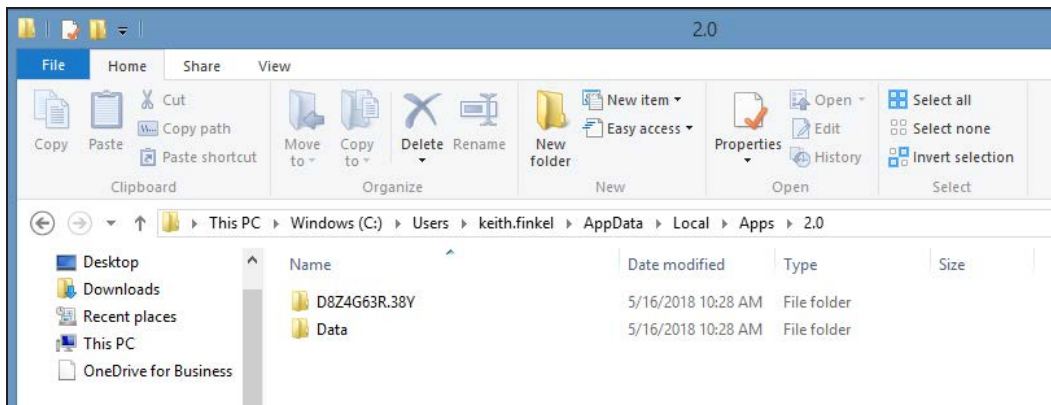 2.0
File Home Share View
Copy
Paste
Cut
Copy path
Paste shortcut
Clipboard
Move to
Copy to
Delete
Rename
Organize
New folder
New item
Easy access
New
Properties
Open
Edit
History
Open
Select all
Select none
Invert selection
Select
This PC Windows (C:) Users keith.finkel AppData Local Apps 2.0
Desktop
Downloads
Recent places
This PC
OneDrive for Business
Name Date modified Type Size
D8Z4G63R.38Y 5/16/2018 10:28 AM File folder
Data 5/16/2018 10:28 AM File folder